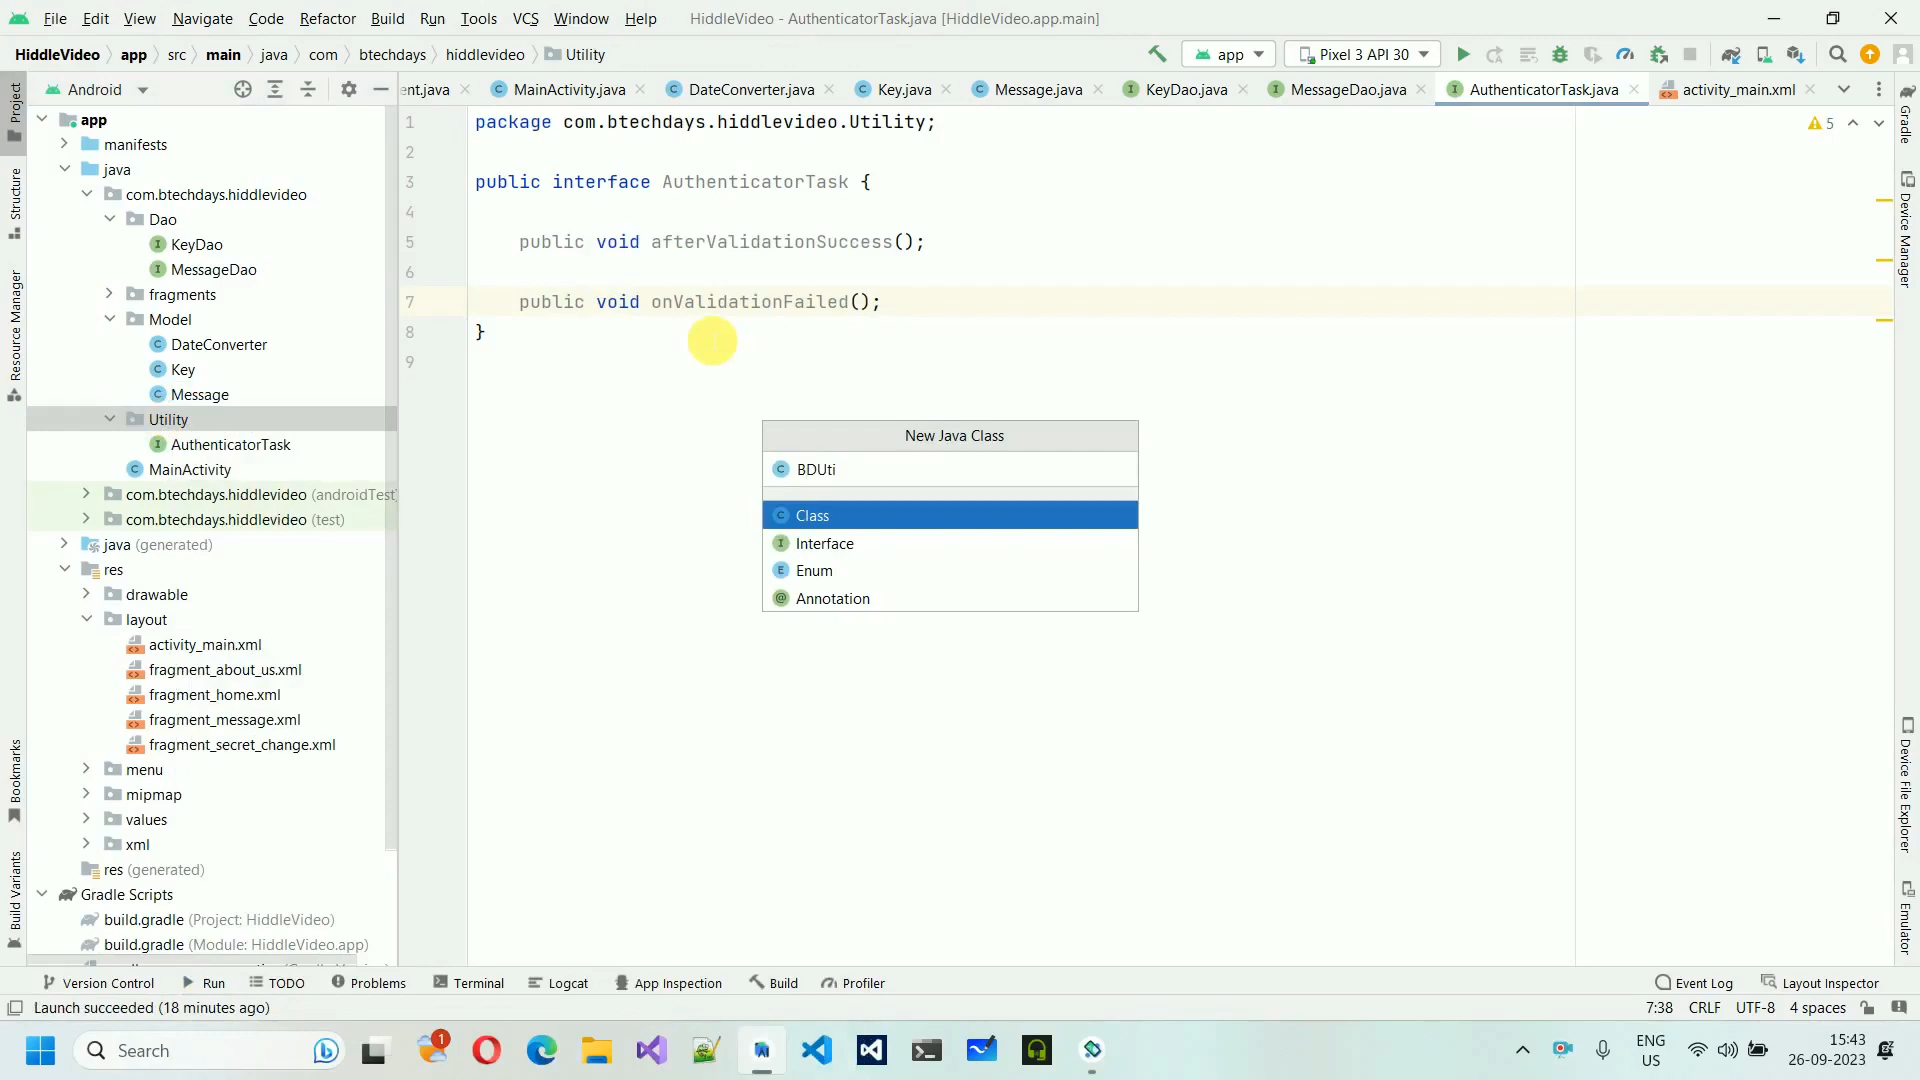 File Edit View Navigate Code Refactor Build Run Tools VCS Window Help HiddleVideo - AuthenticatorTask.java [HiddleVideo.app.main]
HiddleVideo app src main java com btechdays hiddlevideo Utility app Pixel 3 API 30
Android ent.java MainActivity.java DateConverter.java Key.java Message.java KeyDao.java MessageDao.java AuthenticatorTask.java activity_main.xml
Project
Structure
Resource Manager
Bookmarks
Build Variants
app
manifests
java
com.btechdays.hiddlevideo
Dao
KeyDao
MessageDao
fragments
Model
DateConverter
Key
Message
Utility
AuthenticatorTask
MainActivity
com.btechdays.hiddlevideo (androidTest)
com.btechdays.hiddlevideo (test)
java (generated)
res
drawable
layout
activity_main.xml
fragment_about_us.xml
fragment_home.xml
fragment_message.xml
fragment_secret_change.xml
menu
mipmap
values
xml
res (generated)
Gradle Scripts
build.gradle (Project: HiddleVideo)
build.gradle (Module: HiddleVideo.app)
1 package com.btechdays.hiddlevideo.Utility;
2
3 public interface AuthenticatorTask {
4
5 public void afterValidationSuccess();
6
7 public void onValidationFailed();
8 }
9
5
New Java Class
BDUti
Class
Interface
Enum
Annotation
Gradle
Device Manager
Device File Explorer
Emulator
Version Control Run TODO Problems Terminal Logcat App Inspection Build Profiler Event Log Layout Inspector
Launch succeeded (18 minutes ago) 7:38 CRLF UTF-8 4 spaces
Search 1 ENG
US 15:43
26-09-2023